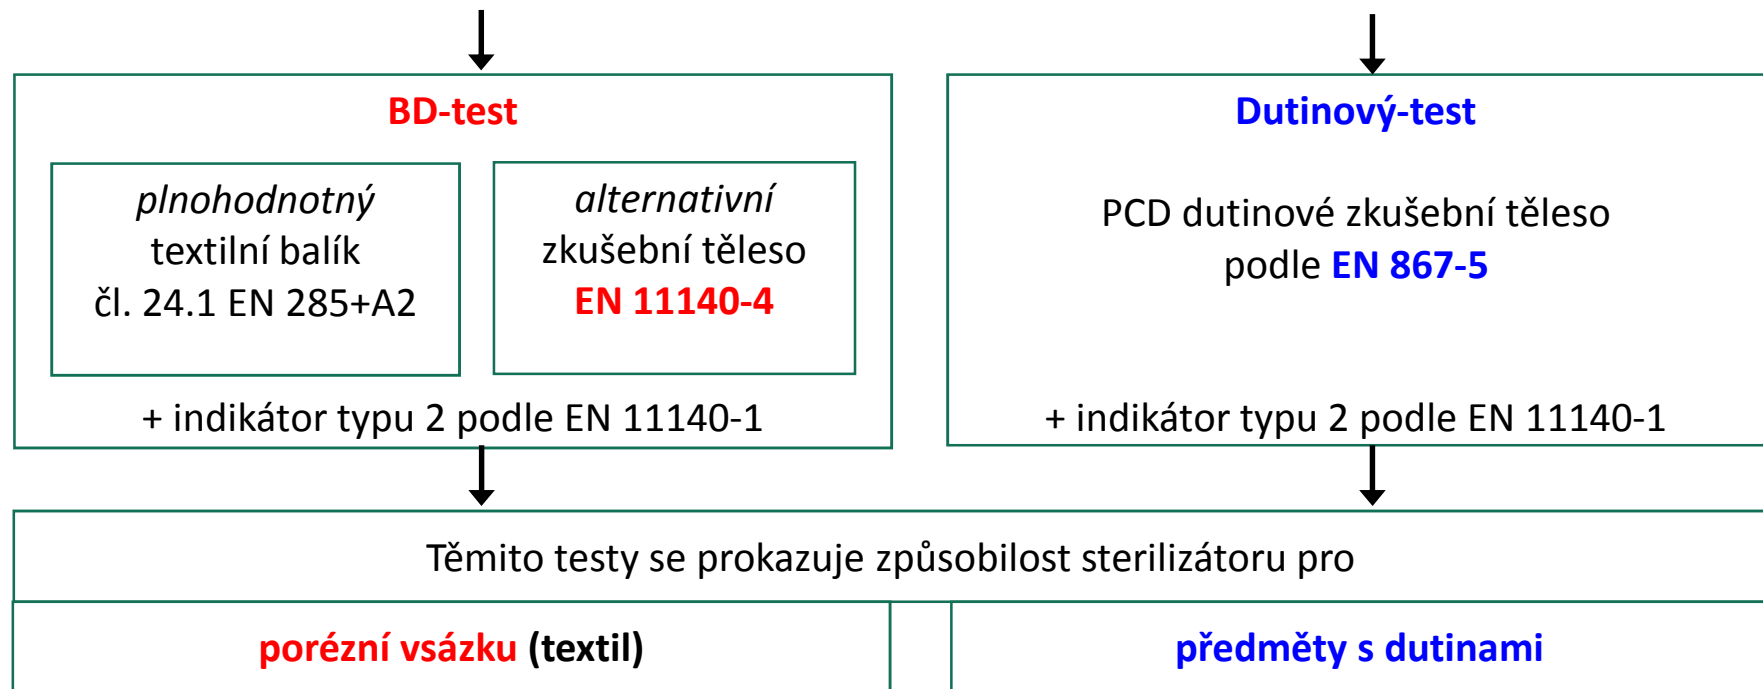 BD-test
plnohodnotný
textilní balík
čl. 24.1 EN 285+A2
alternativní
zkušební těleso
EN 11140-4
+ indikátor typu 2 podle EN 11140-1
Dutinový-test
PCD dutinové zkušební těleso
podle EN 867-5
+ indikátor typu 2 podle EN 11140-1
Těmito testy se prokazuje způsobilost sterilizátoru pro
porézní vsázku (textil)
předměty s dutinami